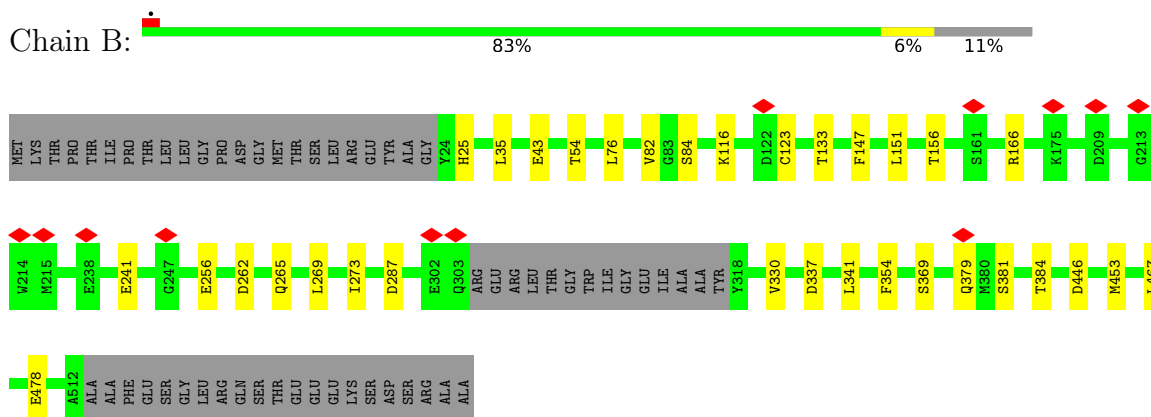 Chain B:
83% 6% 11%
MET LYS THR PRO THR ILE PRO THR LEU LEU GLY PRO ASP GLY MET THR SER LEU ARG GLU TYR ALA GLY Y24 H25 L35 E43 T54 L76 V82 G83 S84 K116 D122 C123 T133 F147 L151 T156 S161 R166 K175 D209 G213
W214 M215 E238 E241 G247 E256 D262 Q265 L269 I273 D287 E302 Q303 ARG GLU ARG LEU THR GLY TRP ILE GLY GLU ILE ALA ALA TYR Y318 V330 D337 L341 F354 S369 Q379 M380 S381 T384 D446 M453 L467
E478 A512 ALA ALA PHE GLU SER GLY LEU ARG GLN SER THR GLU GLU GLU LYS SER ASP SER ARG ALA ALA